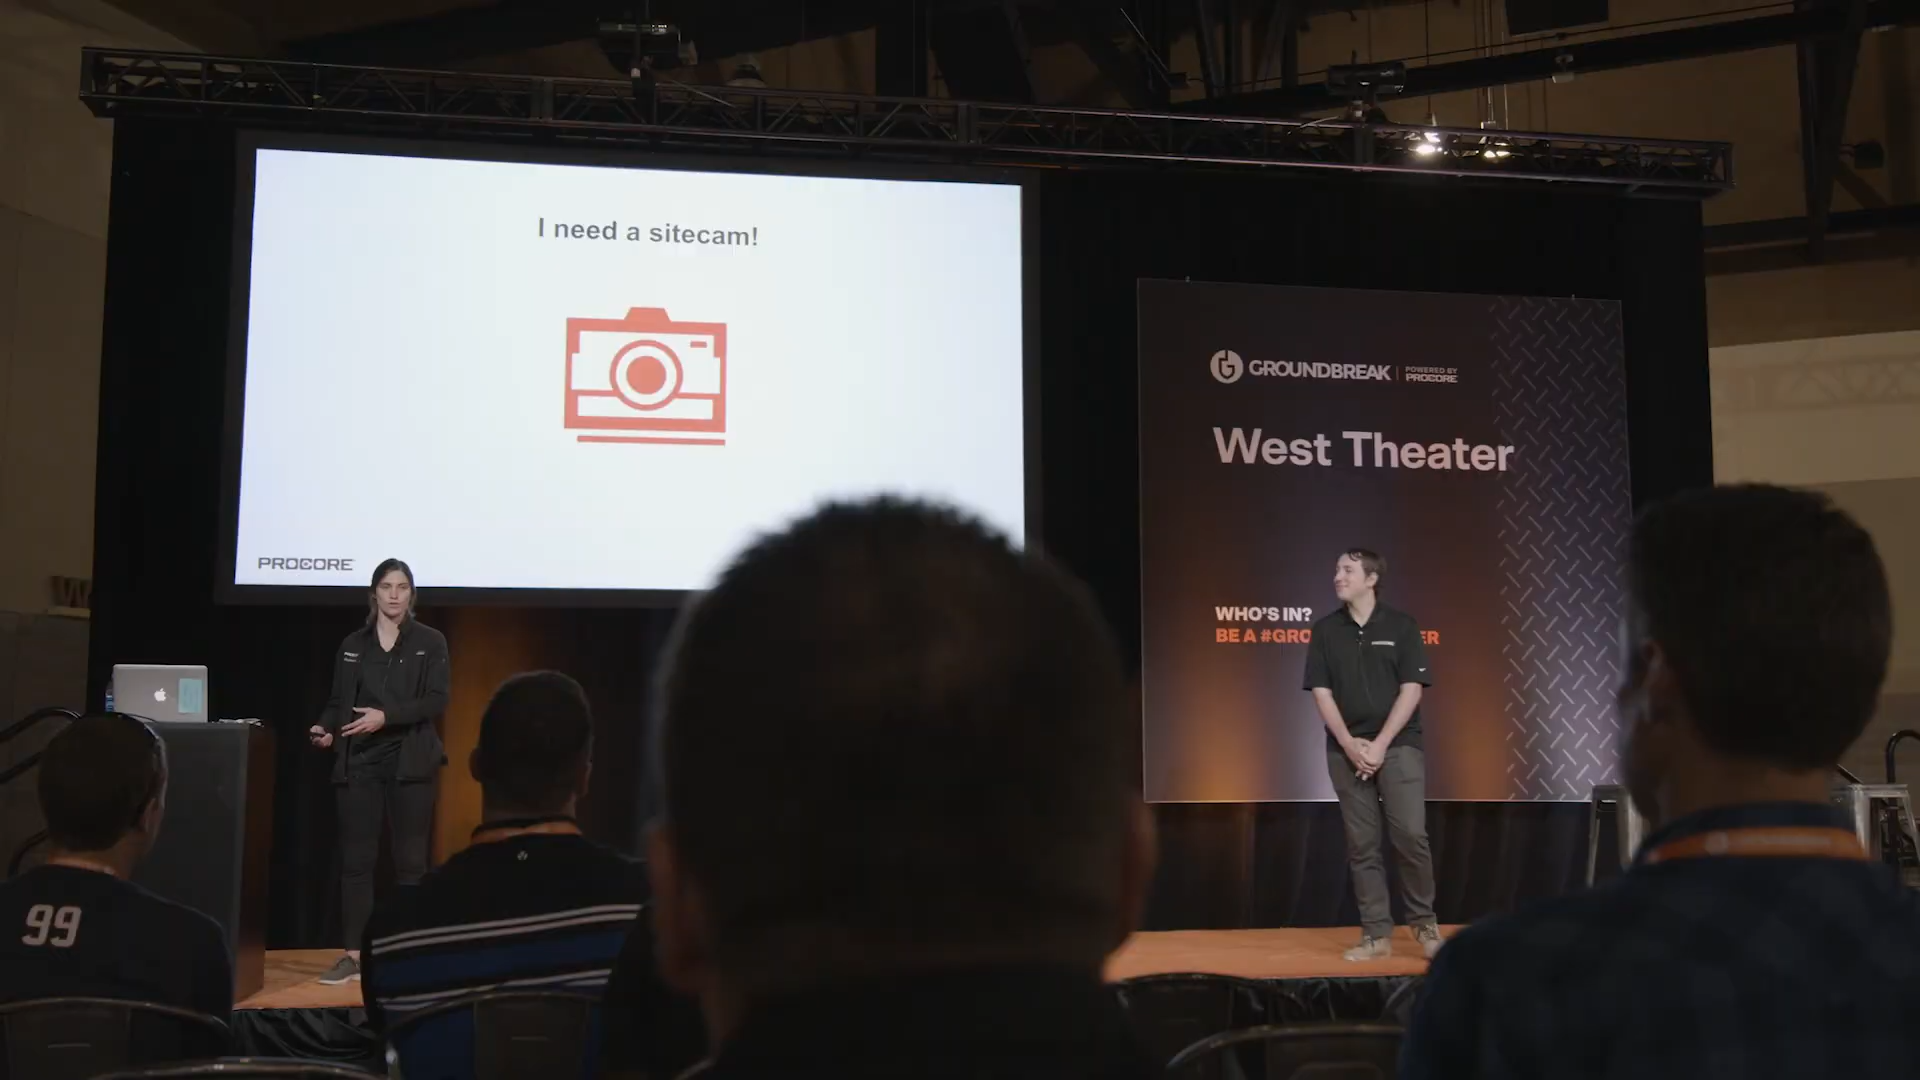 I need a sitecam!
PROCORE
GROUNDBREAK
POWERED BY
PROCORE
West Theater
WHO'S IN?
BE A #GRO ER
99